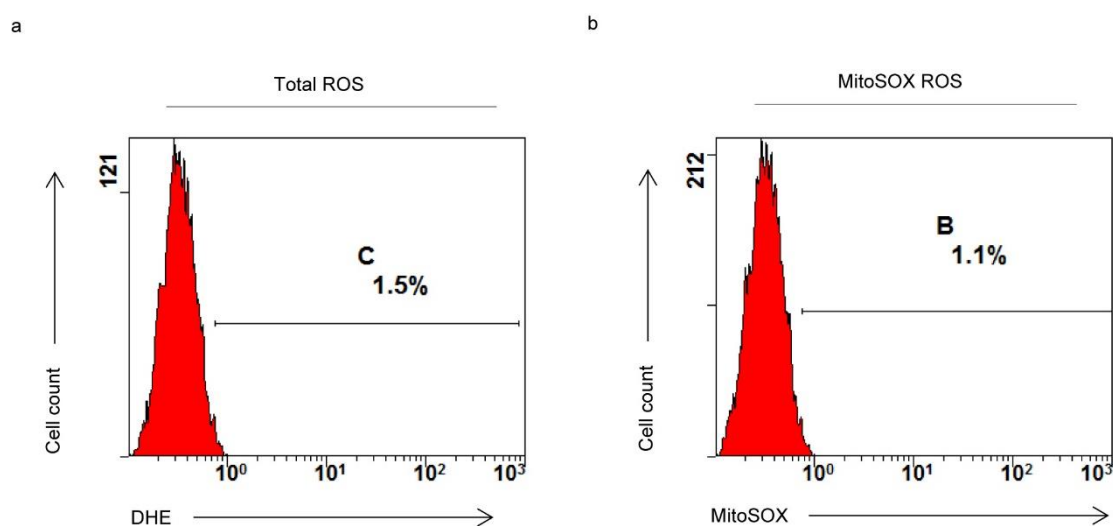 a
Total ROS
121
Cell count
C
1.5%
10⁰ 10¹ 10² 10³
DHE
b
MitoSOX ROS
212
Cell count
B
1.1%
10⁰ 10¹ 10² 10³
MitoSOX